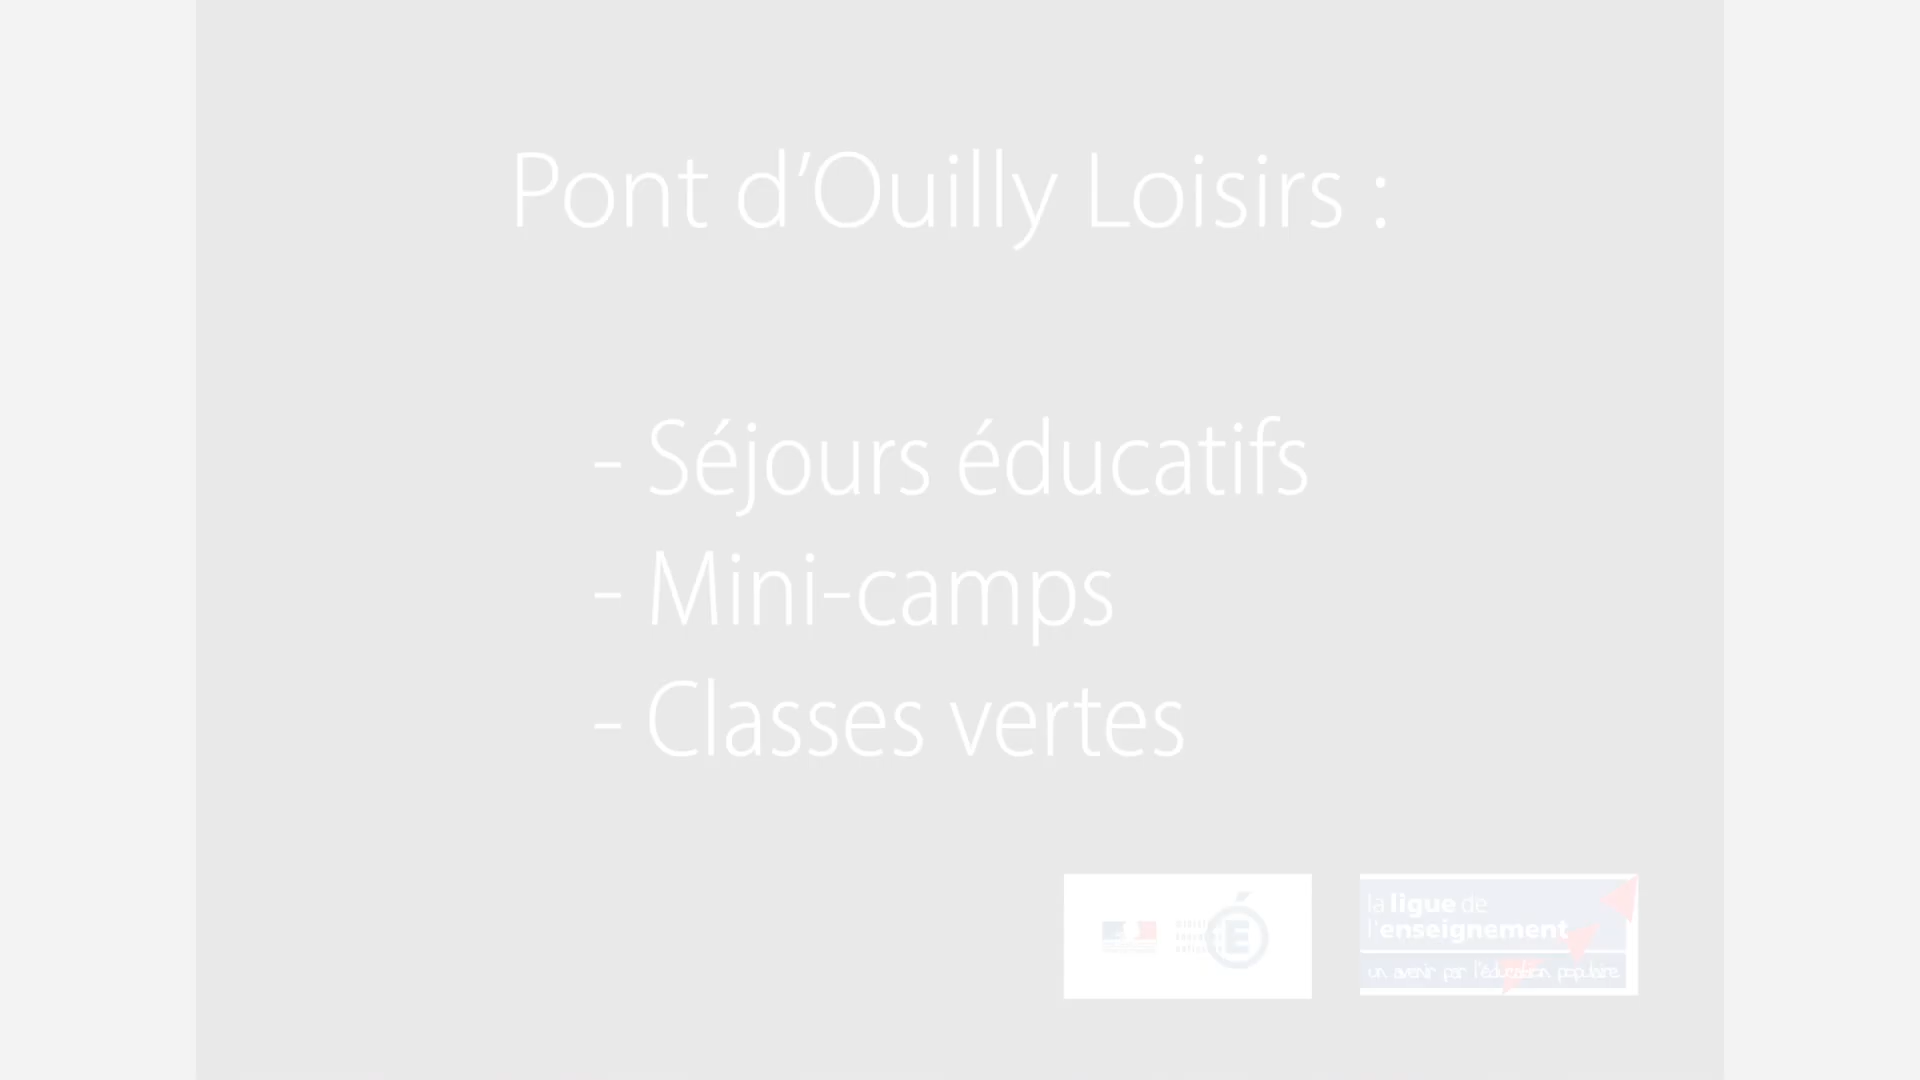 Pont d’Ouilly Loisirs :
- Séjours éducatifs
- Mini-camps
- Classes vertes
É
la ligue de
l'enseignement
un avenir par l'éducation populaire